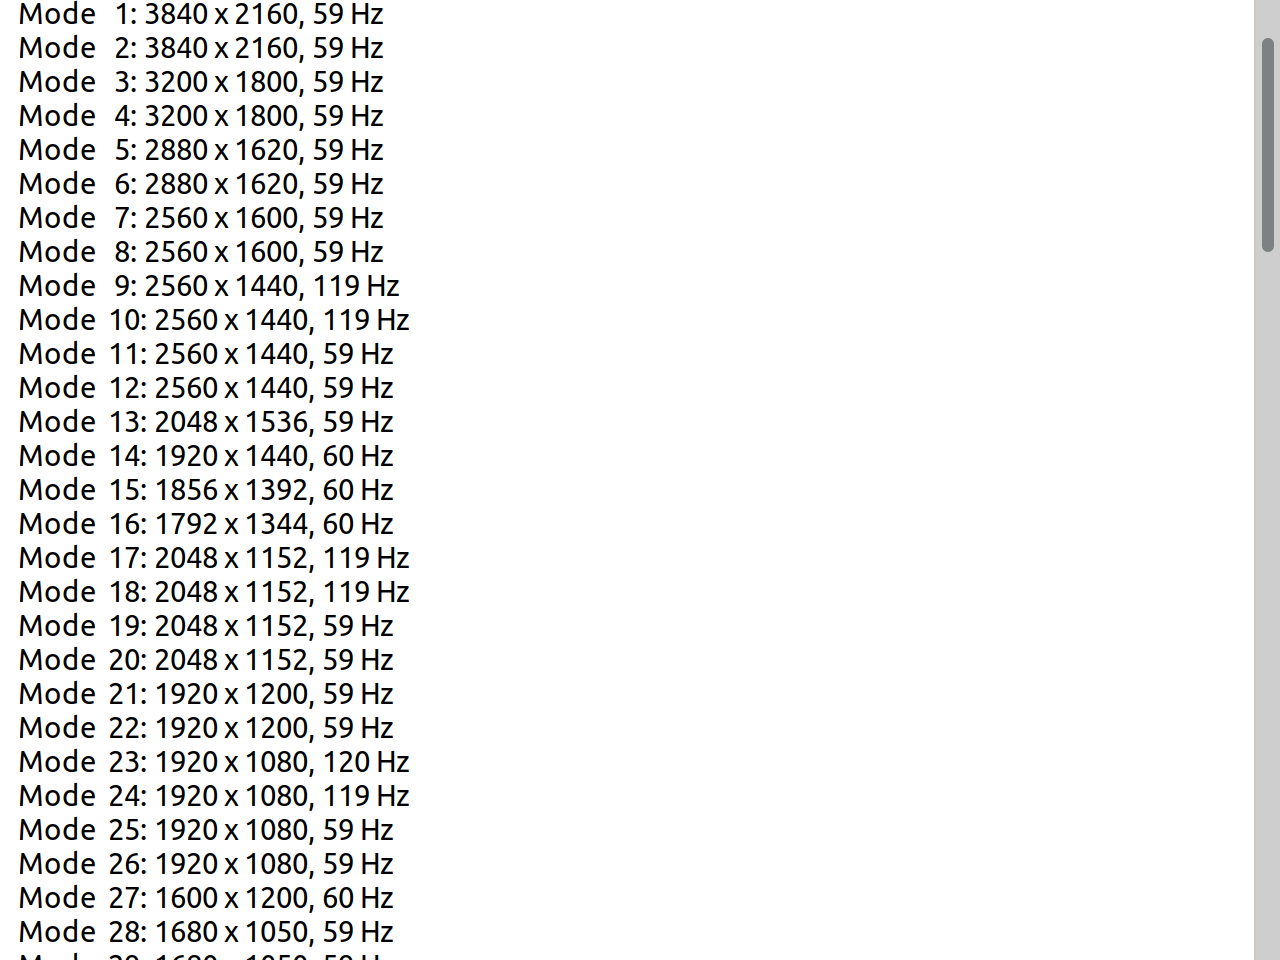 Mode 1: 3840 x 2160, 59 Hz
Mode 2: 3840 x 2160, 59 Hz
Mode 3: 3200 x 1800, 59 Hz
Mode 4: 3200 x 1800, 59 Hz
Mode 5: 2880 x 1620, 59 Hz
Mode 6: 2880 x 1620, 59 Hz
Mode 7: 2560 x 1600, 59 Hz
Mode 8: 2560 x 1600, 59 Hz
Mode 9: 2560 x 1440, 119 Hz
Mode 10: 2560 x 1440, 119 Hz
Mode 11: 2560 x 1440, 59 Hz
Mode 12: 2560 x 1440, 59 Hz
Mode 13: 2048 x 1536, 59 Hz
Mode 14: 1920 x 1440, 60 Hz
Mode 15: 1856 x 1392, 60 Hz
Mode 16: 1792 x 1344, 60 Hz
Mode 17: 2048 x 1152, 119 Hz
Mode 18: 2048 x 1152, 119 Hz
Mode 19: 2048 x 1152, 59 Hz
Mode 20: 2048 x 1152, 59 Hz
Mode 21: 1920 x 1200, 59 Hz
Mode 22: 1920 x 1200, 59 Hz
Mode 23: 1920 x 1080, 120 Hz
Mode 24: 1920 x 1080, 119 Hz
Mode 25: 1920 x 1080, 59 Hz
Mode 26: 1920 x 1080, 59 Hz
Mode 27: 1600 x 1200, 60 Hz
Mode 28: 1680 x 1050, 59 Hz